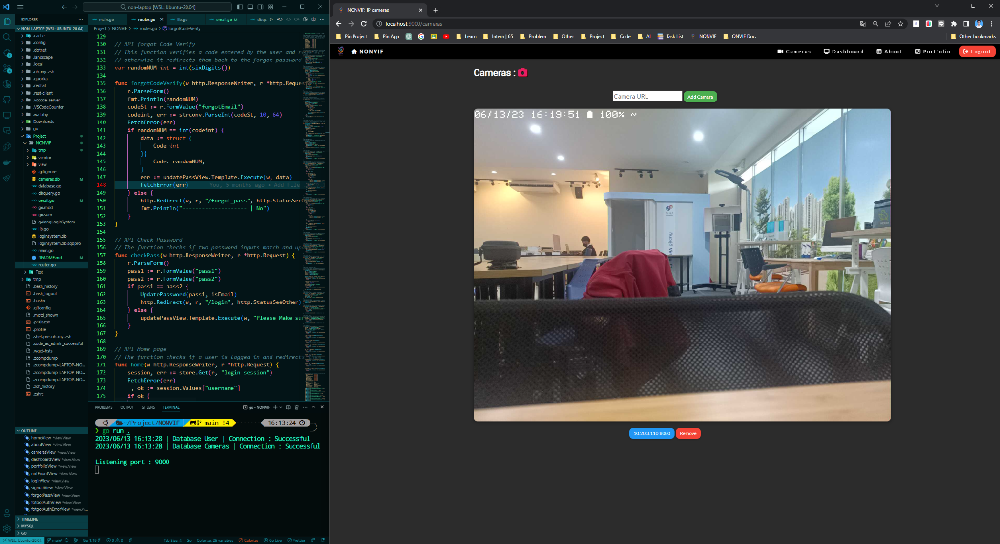 non-laptop [WSL: Ubuntu-20.04]
EXPLORER
NON-LAPTOP [WSL: UBUNTU-20.04]
.cache
.config
.dotnet
.landscape
.local
.oh-my-zsh
.quokka
.redhat
.rest-client
.vscode-server
.VSCodeCounter
.wallaby
Downloads
go
Project
NONVIF
tmp
vendor
view
.gitignore
cameras.db M
database.go
dbquery.go
email.go M
go.mod
go.sum
golangLoginSystem
lib.go
loginsystem.db
loginsystem.db.sqbpro
main.go
README.md M
router.go
Test
tmp
.bash_history
.bash_logout
.bashrc
.gitconfig
.motd_shown
.p10k.zsh
.profile
.shell.pre-oh-my-zsh
.sudo_as_admin_successful
.wget-hsts
.zcompdump
.zcompdump-LAPTOP-NO...
.zcompdump-LAPTOP-NO...
.zcompdump-LAPTOP-NO...
.zsh_history
.zshrc
OUTLINE
homeView *view.View
aboutView *view.View
camerasView *view.View
dashboardView *view.View
portfolioView *view.View
notFountView *view.View
loginView *view.View
signupView *view.View
forgotPassView *view.View
fotgotAuthView *view.View
fotgotAuthErrorView *view.Vi...
TIMELINE
MYSQL
GO
main.go router.go lib.go email.go M dbqu
Project > NONVIF > router.go > forgotCodeVerify
129
130 // API forgot Code Verify
131 // This function verifies a code entered by the user and redirect
132 // otherwise it redirects them back to the forgot password
133 var randomNUM int = int(sixDigits())
134
135 func forgotCodeVerify(w http.ResponseWriter, r *http.Reques
136 r.ParseForm()
137 fmt.Println(randomNUM)
138 codeSt := r.FormValue("forgotEmail")
139 codeint, err := strconv.ParseInt(codeSt, 10, 64)
140 FetchError(err)
141 if randomNUM == int(codeint) {
142 data := struct {
143 Code int
144 }{
145 Code: randomNUM,
146 }
147 err := updatePassView.Template.Execute(w, data)
148 FetchError(err) You, 5 months ago • Add File
149 } else {
150 http.Redirect(w, r, "/forgot_pass", http.StatusSeeO
151 fmt.Println("-------------------- | No")
152 }
153 }
154
155 // API Check Password
156 // The function checks if two password inputs match and up
157 func checkPass(w http.ResponseWriter, r *http.Request) {
158 r.ParseForm()
159 pass1 := r.FormValue("pass1")
160 pass2 := r.FormValue("pass2")
161 if pass1 == pass2 {
162 UpdatePassword(pass1, isEmail)
163 http.Redirect(w, r, "/login", http.StatusSeeOther)
164 } else {
165 updatePassView.Template.Execute(w, "Please Make su
166 }
167 }
168
169 // API Home page
170 // The function checks if a user is logged in and redirects
171 func home(w http.ResponseWriter, r *http.Request) {
172 session, err := store.Get(r, "login-session")
173 FetchError(err)
174 _, ok := session.Values["username"]
175 if ok {
PROBLEMS OUTPUT GITLENS TERMINAL go - NONVIF
~/Project/NONVIF main !4 16:13:24
❯ go run .
2023/06/13 16:13:28 | Database User | Connection : Successful
2023/06/13 16:13:28 | Database Cameras | Connection : Successful
Listening port : 9000
WSL: Ubuntu-20.04 main* Go 1.19 0 0 Tab Size: 4 Go Colorize: 25 variables Colorize Go Live Prettier
NONVIF: IP cameras
localhost:9000/cameras
Pin Project Pin App Learn Intern | 65 Problem Other Project Code AI Task List NONVIF ONVIF Doc. Other bookmarks
NONVIF Cameras Dashboard About Portfolio Logout
Cameras :
Camera URL Add Camera
06/13/23 16:19:51 100% ~
10.20.3.110:8080 Remove